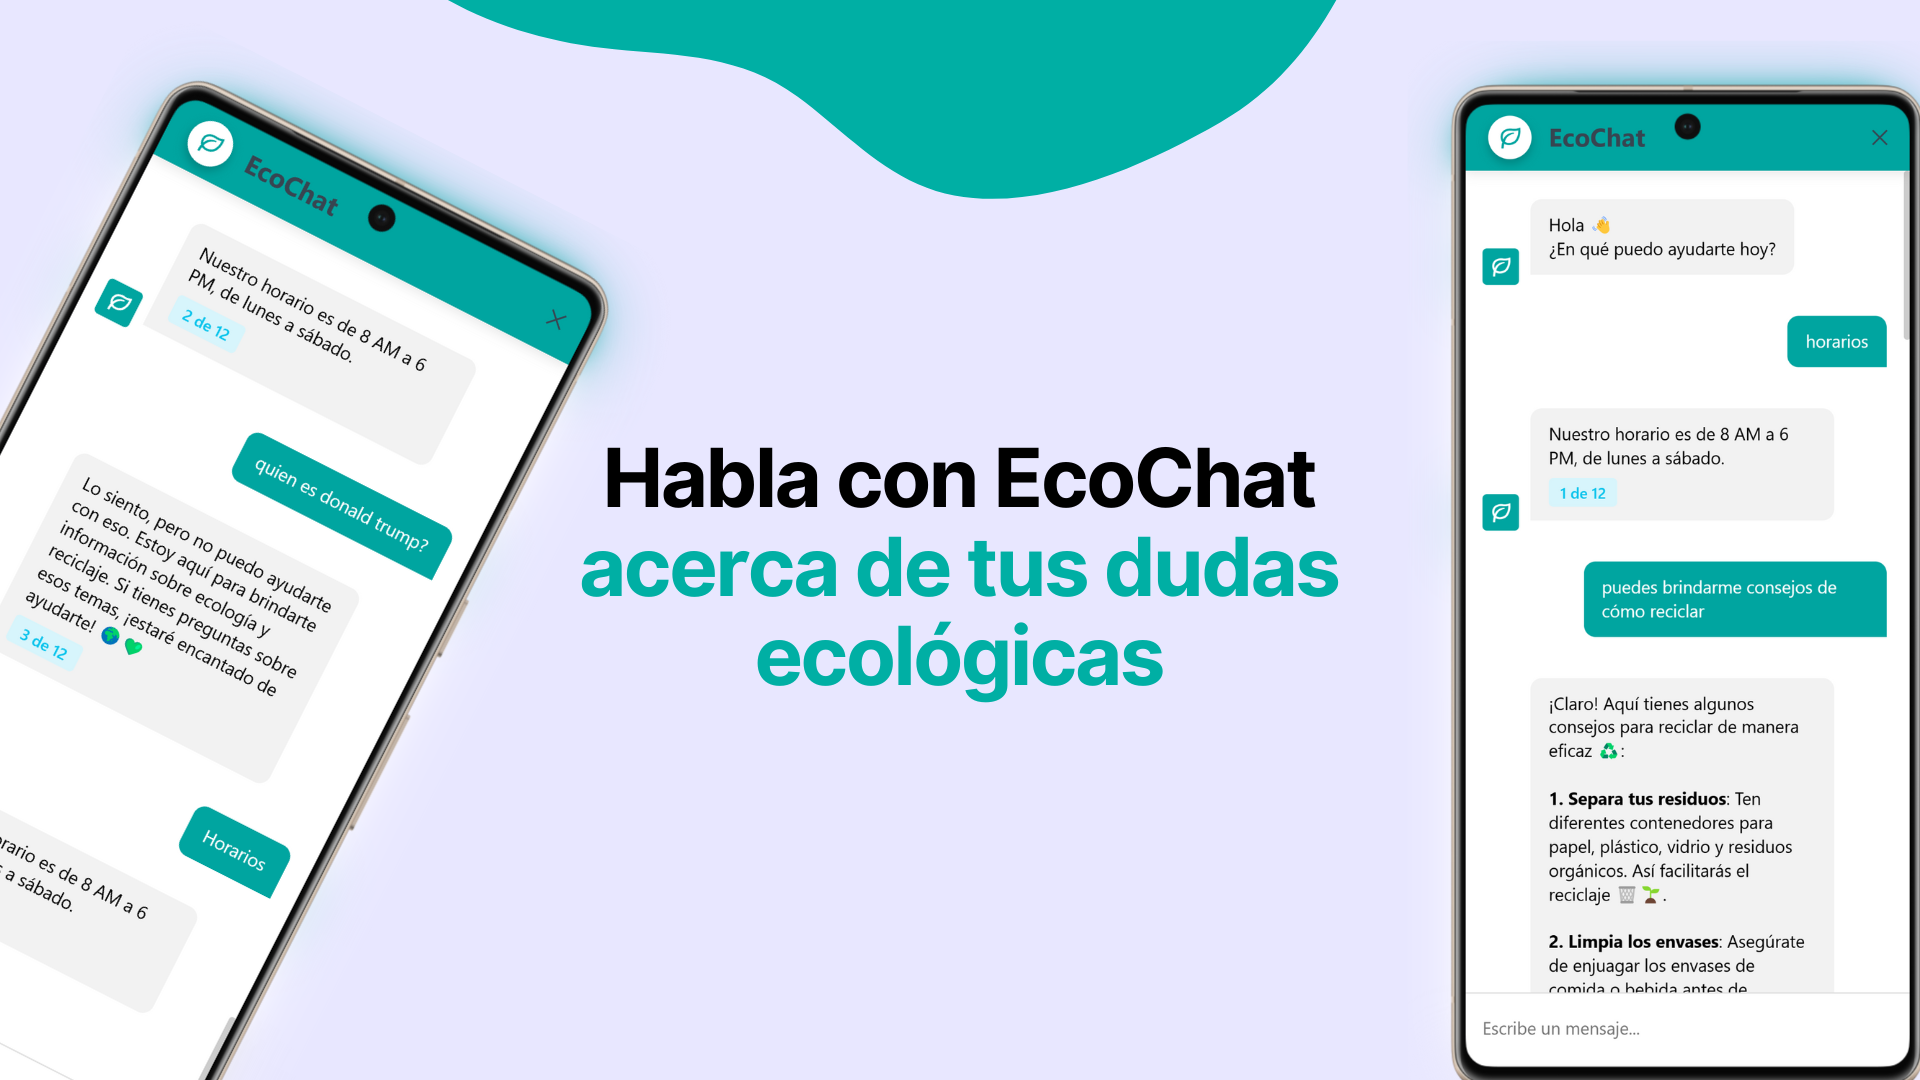 EcoChat
Nuestro horario es de 8 AM a 6
PM, de lunes a sábado.
2 de 12
quien es donald trump?
Lo siento, pero no puedo ayudarte
con eso. Estoy aquí para brindarte
información sobre ecología y
reciclaje. Si tienes preguntas sobre
esos temas, ¡estaré encantado de
ayudarte! 🌍 💚
3 de 12
Horarios
es de 8 AM a 6
a sábado.
Habla con EcoChat
acerca de tus dudas
ecológicas
EcoChat
Hola 👋
¿En qué puedo ayudarte hoy?
horarios
Nuestro horario es de 8 AM a 6
PM, de lunes a sábado.
1 de 12
puedes brindarme consejos de
cómo reciclar
¡Claro! Aquí tienes algunos
consejos para reciclar de manera
eficaz ♻️:
1. Separa tus residuos: Ten
diferentes contenedores para
papel, plástico, vidrio y residuos
orgánicos. Así facilitarás el
reciclaje 🗑️ 🌱.
2. Limpia los envases: Asegúrate
de enjuagar los envases de
comida o bebida antes de
Escribe un mensaje...